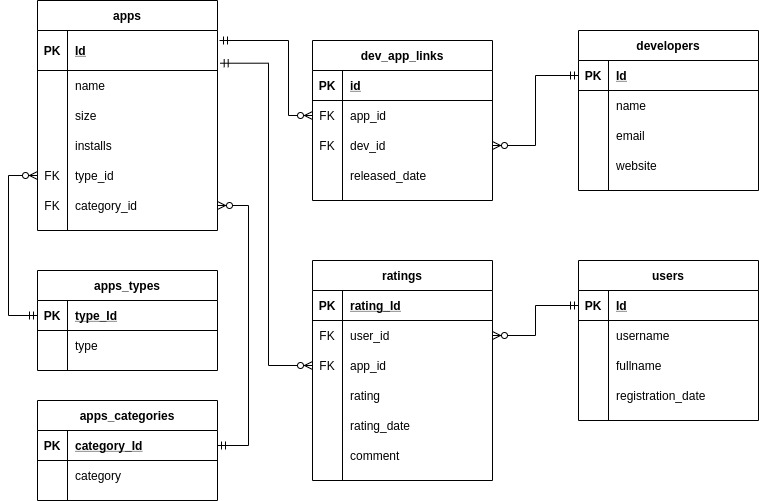 apps
PK Id
name
size
installs
FK type_id
FK category_id
apps_types
PK type_Id
type
apps_categories
PK category_Id
category
dev_app_links
PK id
FK app_id
FK dev_id
released_date
ratings
PK rating_Id
FK user_id
FK app_id
rating
rating_date
comment
developers
PK Id
name
email
website
users
PK Id
username
fullname
registration_date